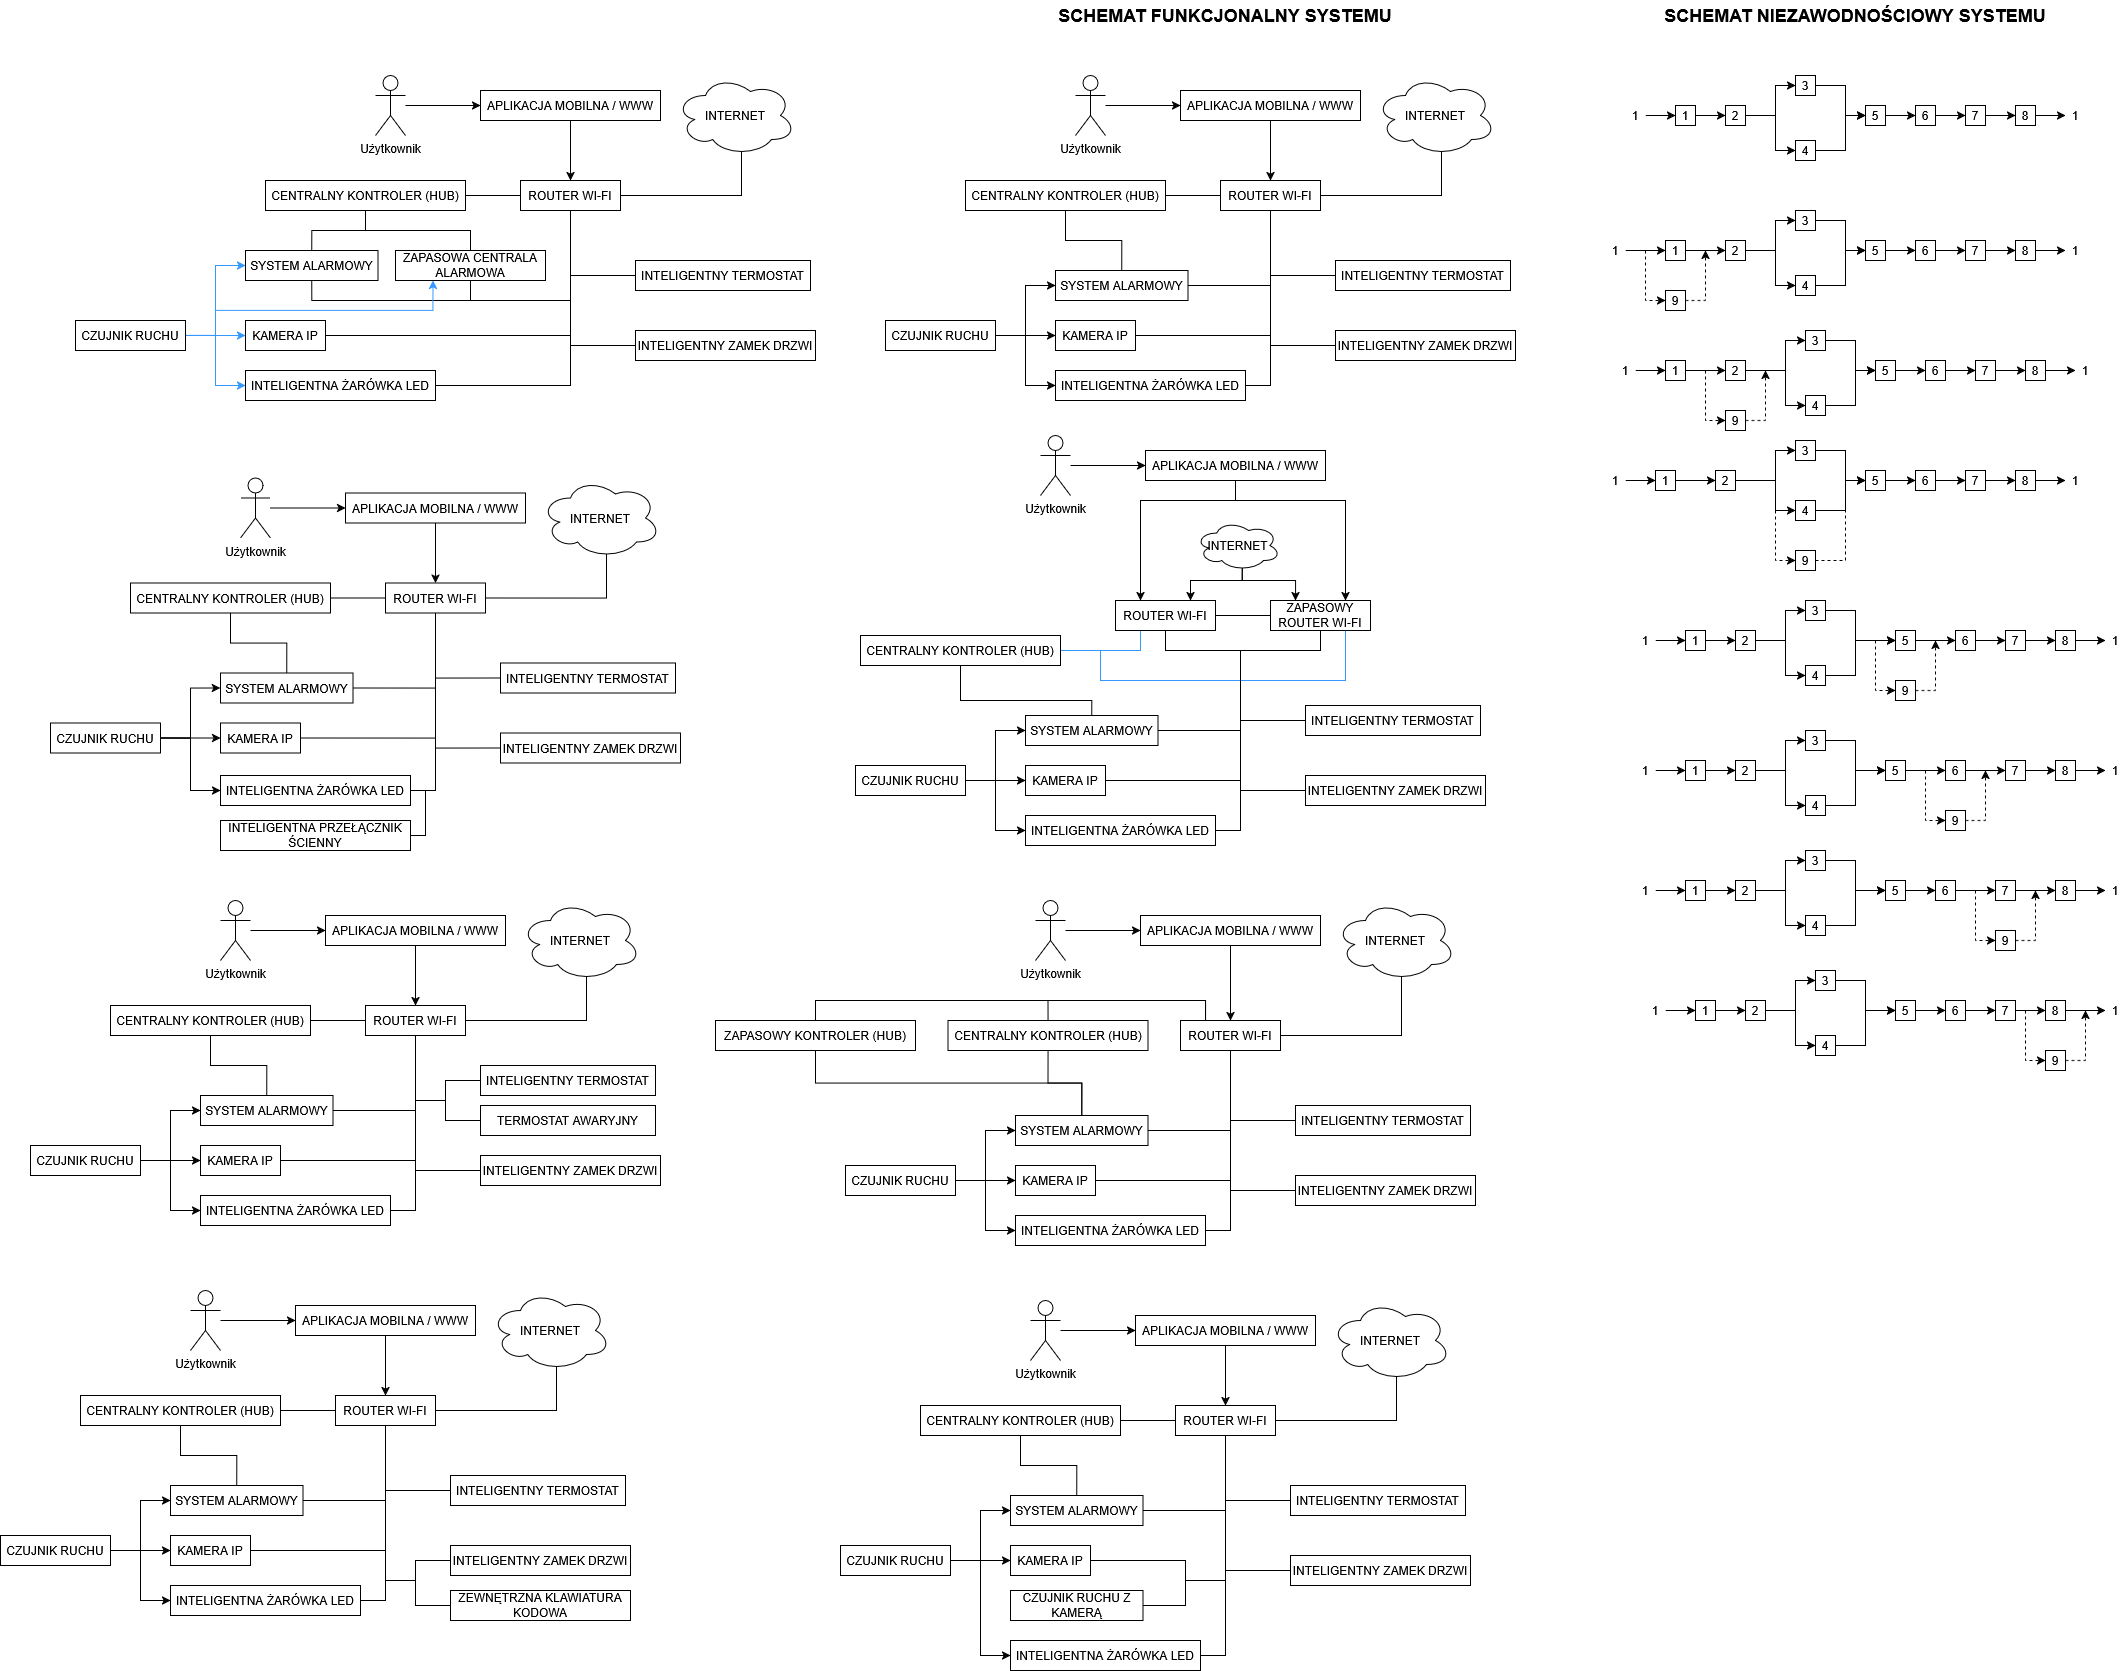 SCHEMAT FUNKCJONALNY SYSTEMU
SCHEMAT NIEZAWODNOŚCIOWY SYSTEMU
APLIKACJA MOBILNA / WWW
INTERNET
Użytkownik
CENTRALNY KONTROLER (HUB)
ROUTER WI-FI
SYSTEM ALARMOWY
ZAPASOWA CENTRALA
ALARMOWA
INTELIGENTNY TERMOSTAT
CZUJNIK RUCHU
KAMERA IP
INTELIGENTNY ZAMEK DRZWI
INTELIGENTNA ŻARÓWKA LED
APLIKACJA MOBILNA / WWW
INTERNET
Użytkownik
CENTRALNY KONTROLER (HUB)
ROUTER WI-FI
SYSTEM ALARMOWY
INTELIGENTNY TERMOSTAT
CZUJNIK RUCHU
KAMERA IP
INTELIGENTNY ZAMEK DRZWI
INTELIGENTNA ŻARÓWKA LED
APLIKACJA MOBILNA / WWW
INTERNET
Użytkownik
CENTRALNY KONTROLER (HUB)
ROUTER WI-FI
SYSTEM ALARMOWY
INTELIGENTNY TERMOSTAT
CZUJNIK RUCHU
KAMERA IP
INTELIGENTNY ZAMEK DRZWI
INTELIGENTNA ŻARÓWKA LED
INTELIGENTNA PRZEŁĄCZNIK
ŚCIENNY
APLIKACJA MOBILNA / WWW
Użytkownik
INTERNET
ROUTER WI-FI
ZAPASOWY
ROUTER WI-FI
CENTRALNY KONTROLER (HUB)
SYSTEM ALARMOWY
INTELIGENTNY TERMOSTAT
CZUJNIK RUCHU
KAMERA IP
INTELIGENTNY ZAMEK DRZWI
INTELIGENTNA ŻARÓWKA LED
APLIKACJA MOBILNA / WWW
INTERNET
Użytkownik
CENTRALNY KONTROLER (HUB)
ROUTER WI-FI
INTELIGENTNY TERMOSTAT
SYSTEM ALARMOWY
TERMOSTAT AWARYJNY
CZUJNIK RUCHU
KAMERA IP
INTELIGENTNY ZAMEK DRZWI
INTELIGENTNA ŻARÓWKA LED
APLIKACJA MOBILNA / WWW
INTERNET
Użytkownik
ZAPASOWY KONTROLER (HUB)
CENTRALNY KONTROLER (HUB)
ROUTER WI-FI
SYSTEM ALARMOWY
INTELIGENTNY TERMOSTAT
CZUJNIK RUCHU
KAMERA IP
INTELIGENTNY ZAMEK DRZWI
INTELIGENTNA ŻARÓWKA LED
APLIKACJA MOBILNA / WWW
INTERNET
Użytkownik
CENTRALNY KONTROLER (HUB)
ROUTER WI-FI
INTELIGENTNY TERMOSTAT
SYSTEM ALARMOWY
CZUJNIK RUCHU
KAMERA IP
INTELIGENTNY ZAMEK DRZWI
INTELIGENTNA ŻARÓWKA LED
ZEWNĘTRZNA KLAWIATURA
KODOWA
APLIKACJA MOBILNA / WWW
INTERNET
Użytkownik
CENTRALNY KONTROLER (HUB)
ROUTER WI-FI
INTELIGENTNY TERMOSTAT
SYSTEM ALARMOWY
CZUJNIK RUCHU
KAMERA IP
INTELIGENTNY ZAMEK DRZWI
CZUJNIK RUCHU Z
KAMERĄ
INTELIGENTNA ŻARÓWKA LED
3
1 1 2 5 6 7 8 1
4
3
1 1 2 5 6 7 8 1
4
9
3
1 1 2 5 6 7 8 1
4
9
3
1 1 2 5 6 7 8 1
4
9
3
1 1 2 5 6 7 8 1
4
9
3
1 1 2 5 6 7 8 1
4
9
3
1 1 2 5 6 7 8 1
4
9
3
1 1 2 5 6 7 8 1
4
9